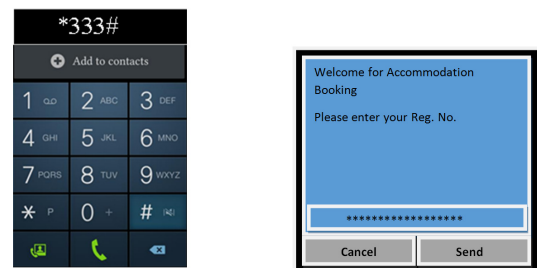 *333#
Add to contacts
1
2 ABC
3 DEF
4 GHI
5 JKL
6 MNO
7 PQRS
8 TUV
9 WXYZ
* P
0 +
#
Welcome for Accommodation
Booking
Please enter your Reg. No.
******************
Cancel
Send